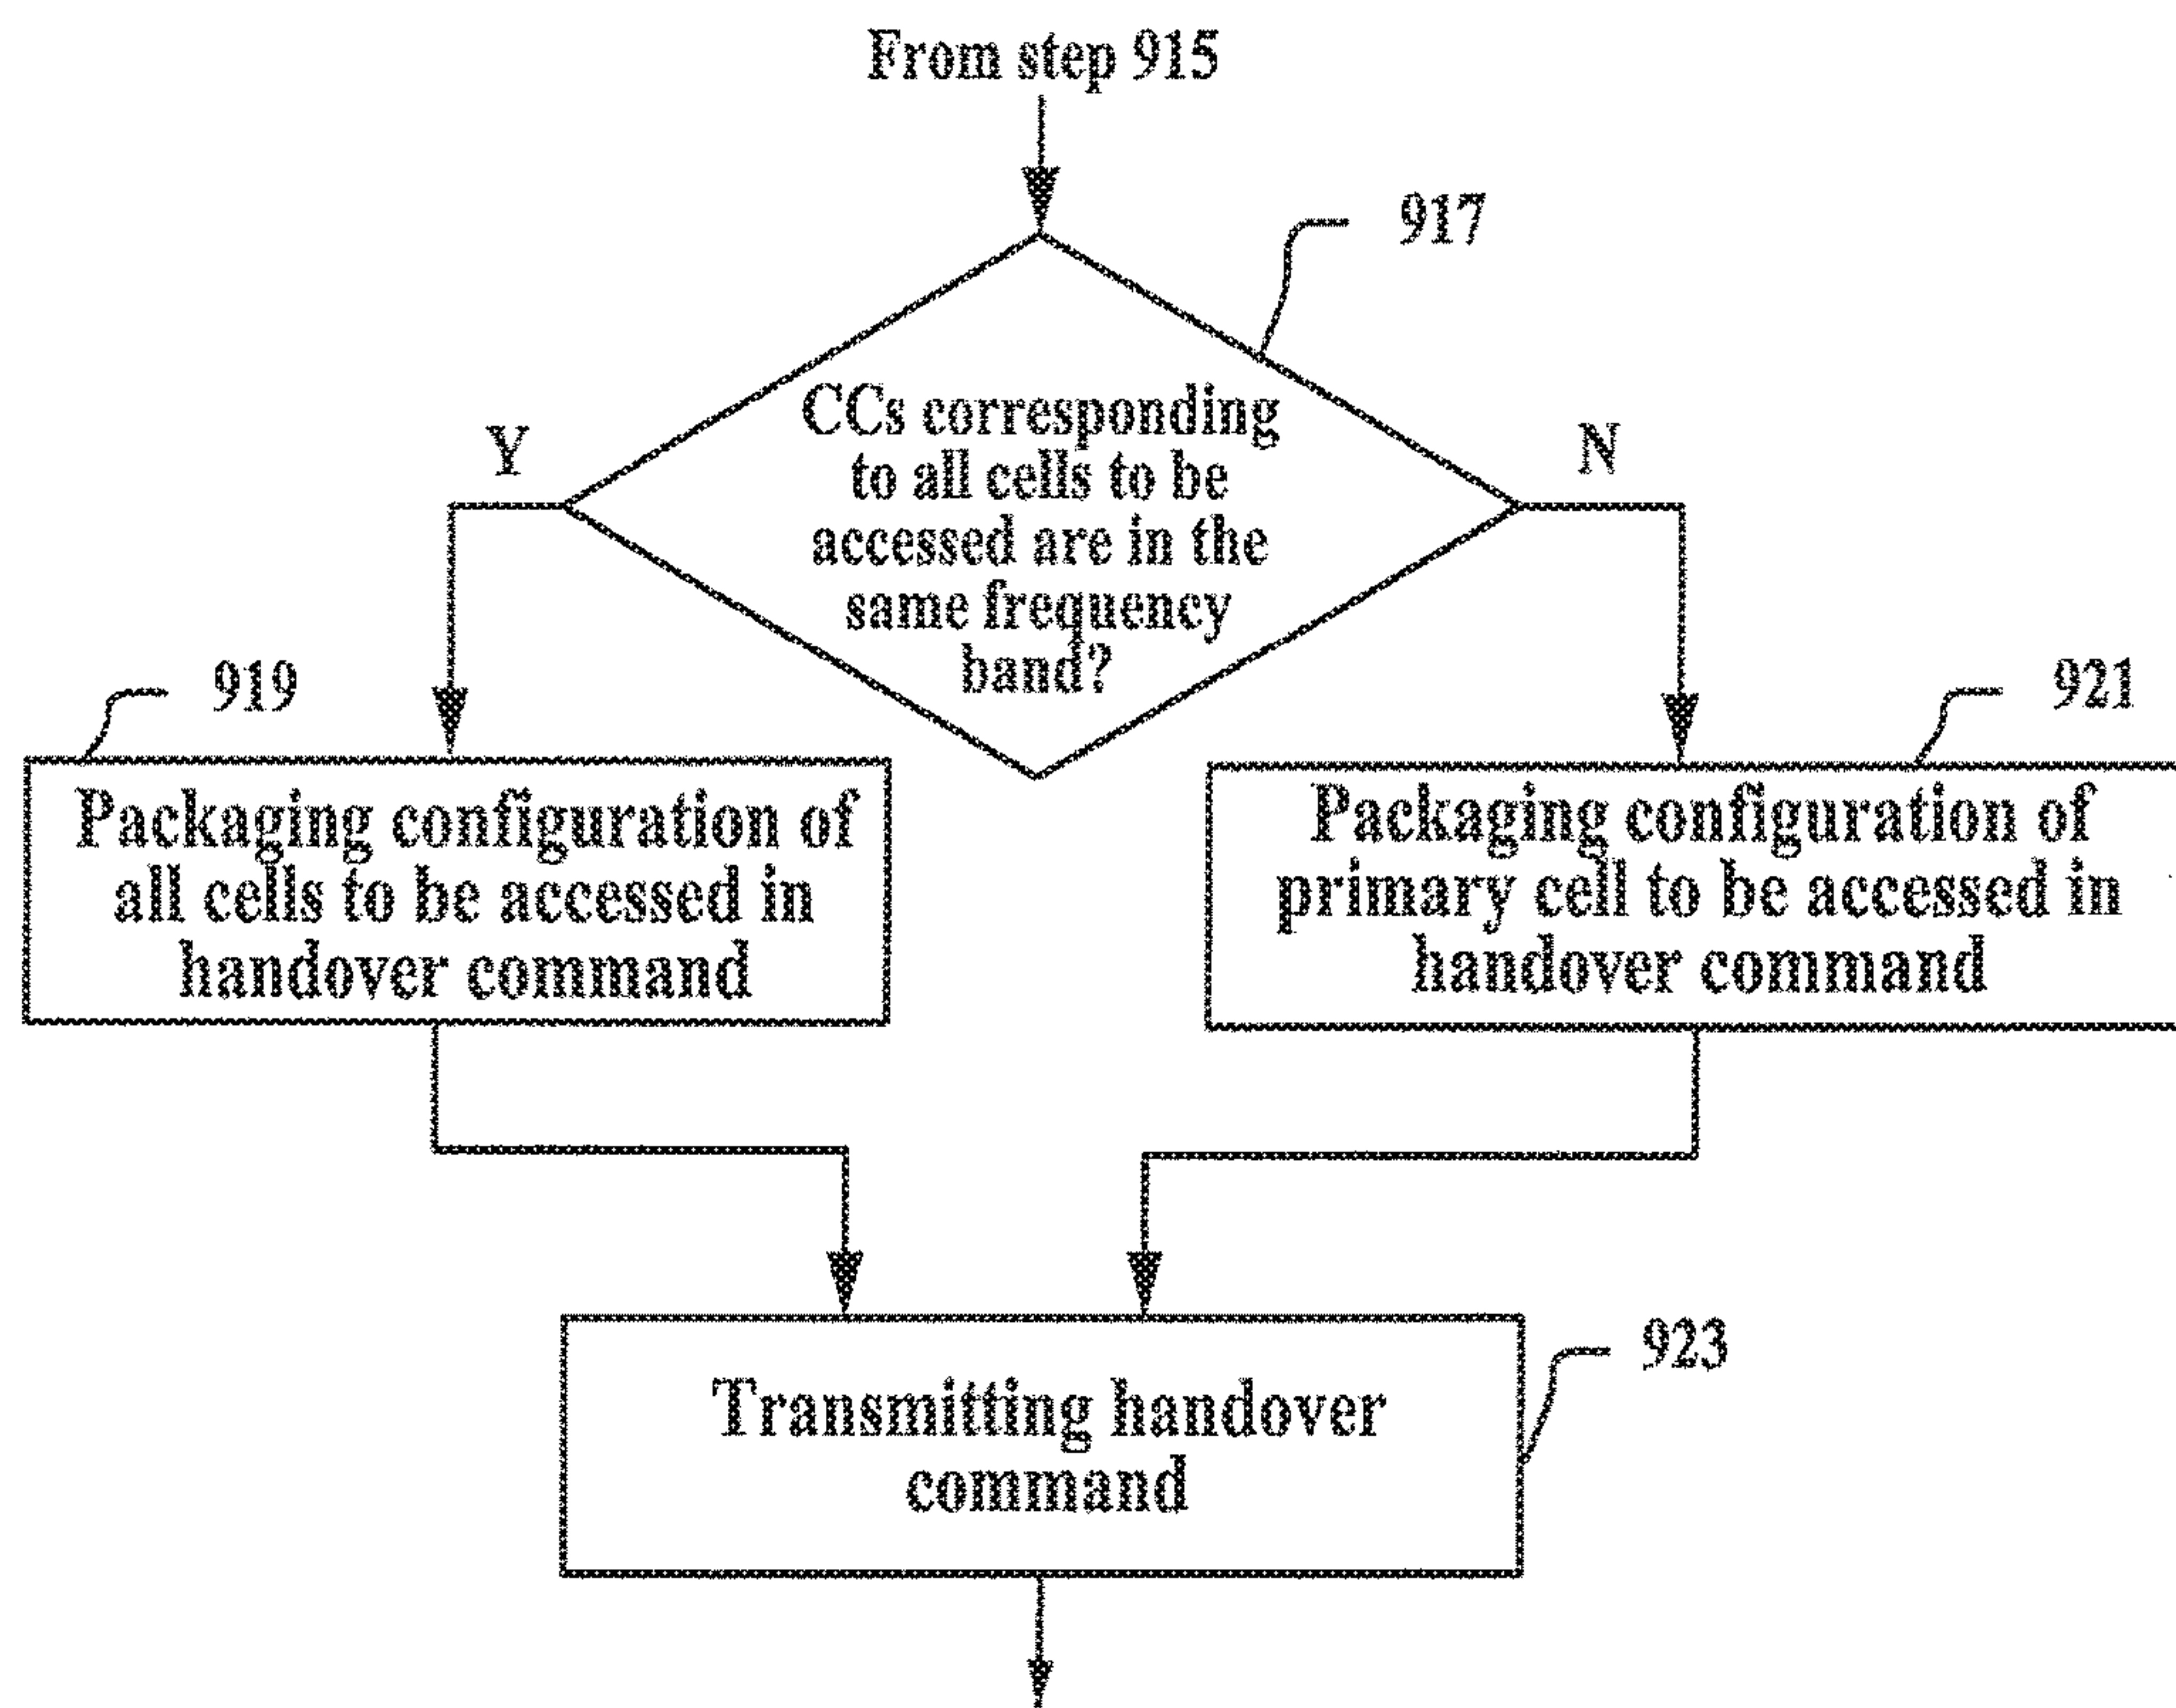 From step 915
917
CCs corresponding
to all cells to be
accessed are in the
same frequency
band?
Y
N
919
Packaging configuration of
all cells to be accessed in
handover command
921
Packaging configuration of
primary cell to be accessed in
handover command
923
Transmitting handover
command